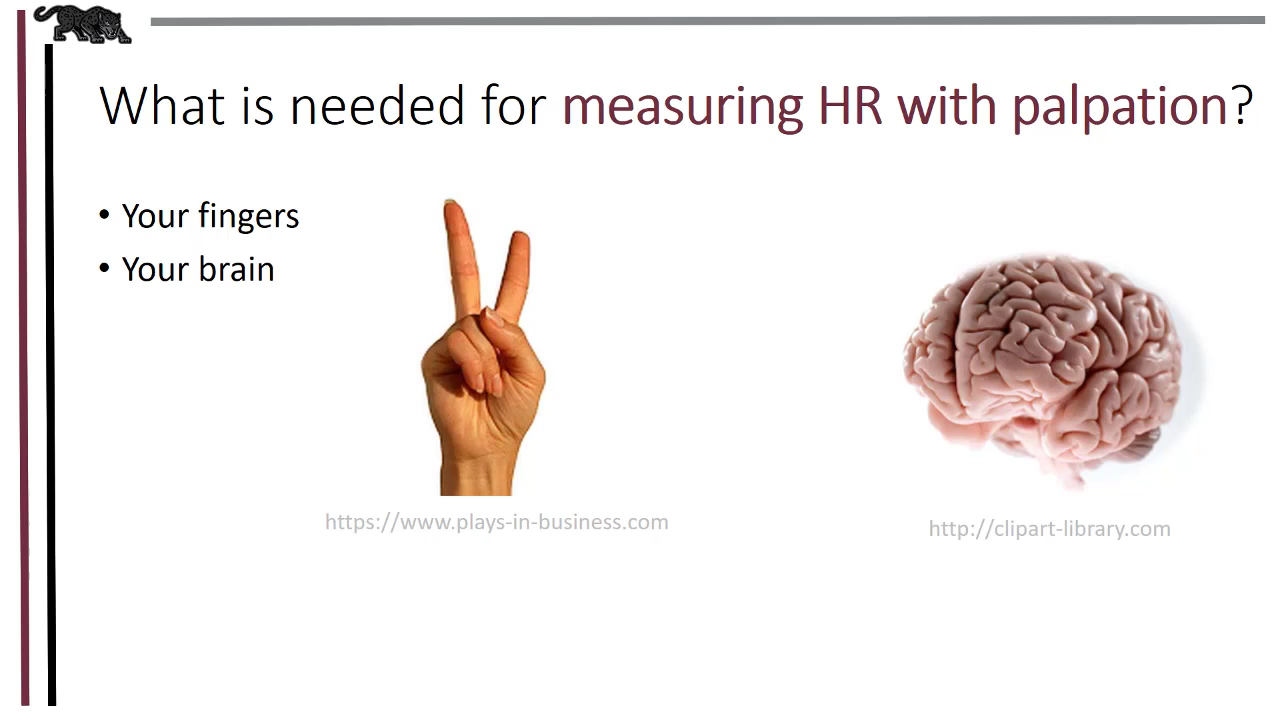 What is needed for measuring HR with palpation?
• Your fingers
• Your brain
https://www.plays-in-business.com
http://clipart-library.com